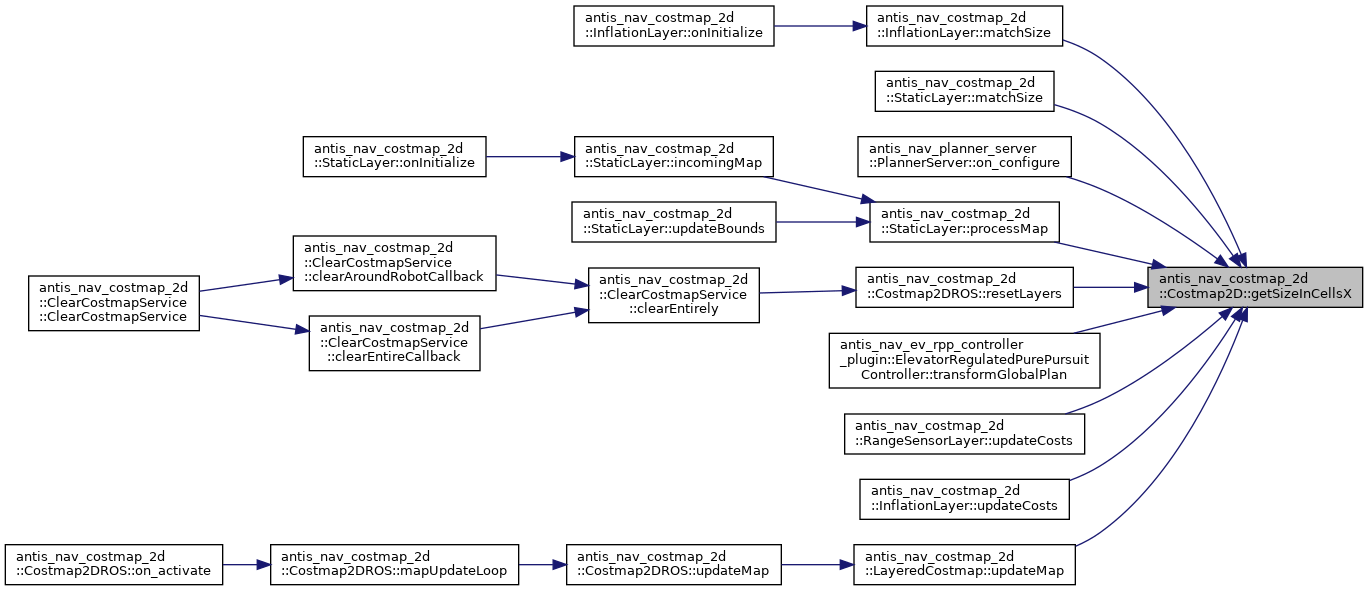 antis_nav_costmap_2d
::InflationLayer::onInitialize
antis_nav_costmap_2d
::InflationLayer::matchSize
antis_nav_costmap_2d
::StaticLayer::matchSize
antis_nav_costmap_2d
::StaticLayer::onInitialize
antis_nav_costmap_2d
::StaticLayer::incomingMap
antis_nav_planner_server
::PlannerServer::on_configure
antis_nav_costmap_2d
::StaticLayer::updateBounds
antis_nav_costmap_2d
::StaticLayer::processMap
antis_nav_costmap_2d
::ClearCostmapService
::clearAroundRobotCallback
antis_nav_costmap_2d
::ClearCostmapService
::ClearCostmapService
antis_nav_costmap_2d
::ClearCostmapService
::clearEntirely
antis_nav_costmap_2d
::Costmap2DROS::resetLayers
antis_nav_costmap_2d
::Costmap2D::getSizeInCellsX
antis_nav_costmap_2d
::ClearCostmapService
::clearEntireCallback
antis_nav_ev_rpp_controller
_plugin::ElevatorRegulatedPurePursuit
Controller::transformGlobalPlan
antis_nav_costmap_2d
::RangeSensorLayer::updateCosts
antis_nav_costmap_2d
::InflationLayer::updateCosts
antis_nav_costmap_2d
::Costmap2DROS::on_activate
antis_nav_costmap_2d
::Costmap2DROS::mapUpdateLoop
antis_nav_costmap_2d
::Costmap2DROS::updateMap
antis_nav_costmap_2d
::LayeredCostmap::updateMap